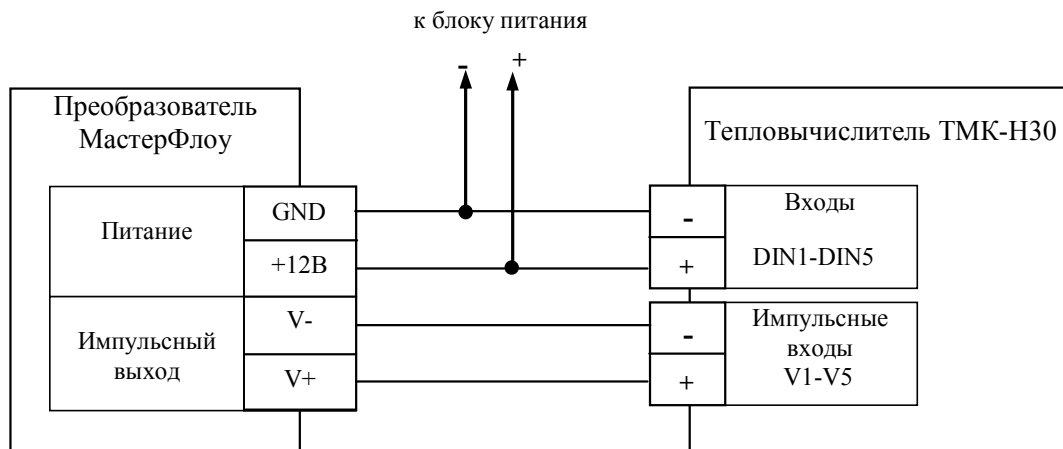 к блоку питания
- +
Преобразователь
МастерФлоу
Тепловычислитель ТМК-Н30
Питание
GND
+12В
-
+
Входы
DIN1-DIN5
Импульсный
выход
V-
V+
-
+
Импульсные
входы
V1-V5